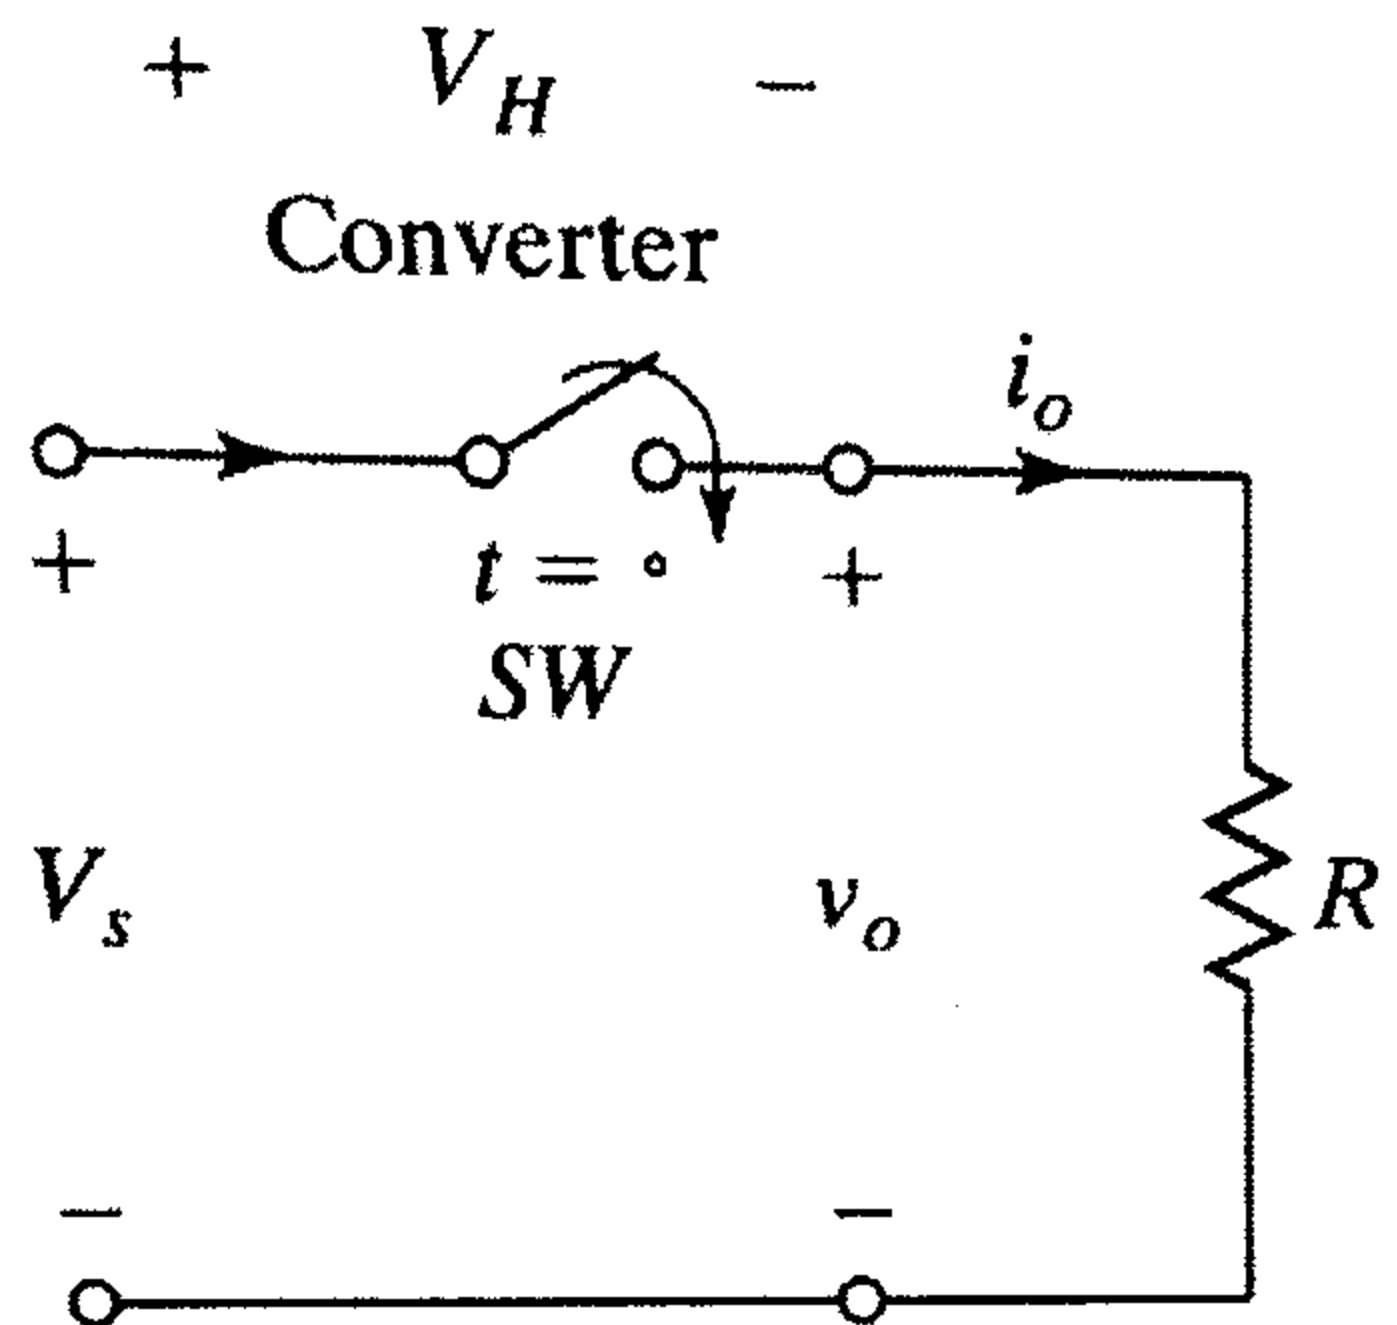 + V_H −
Converter
i_o
t = °
+ + 
SW
V_s v_o R
− −